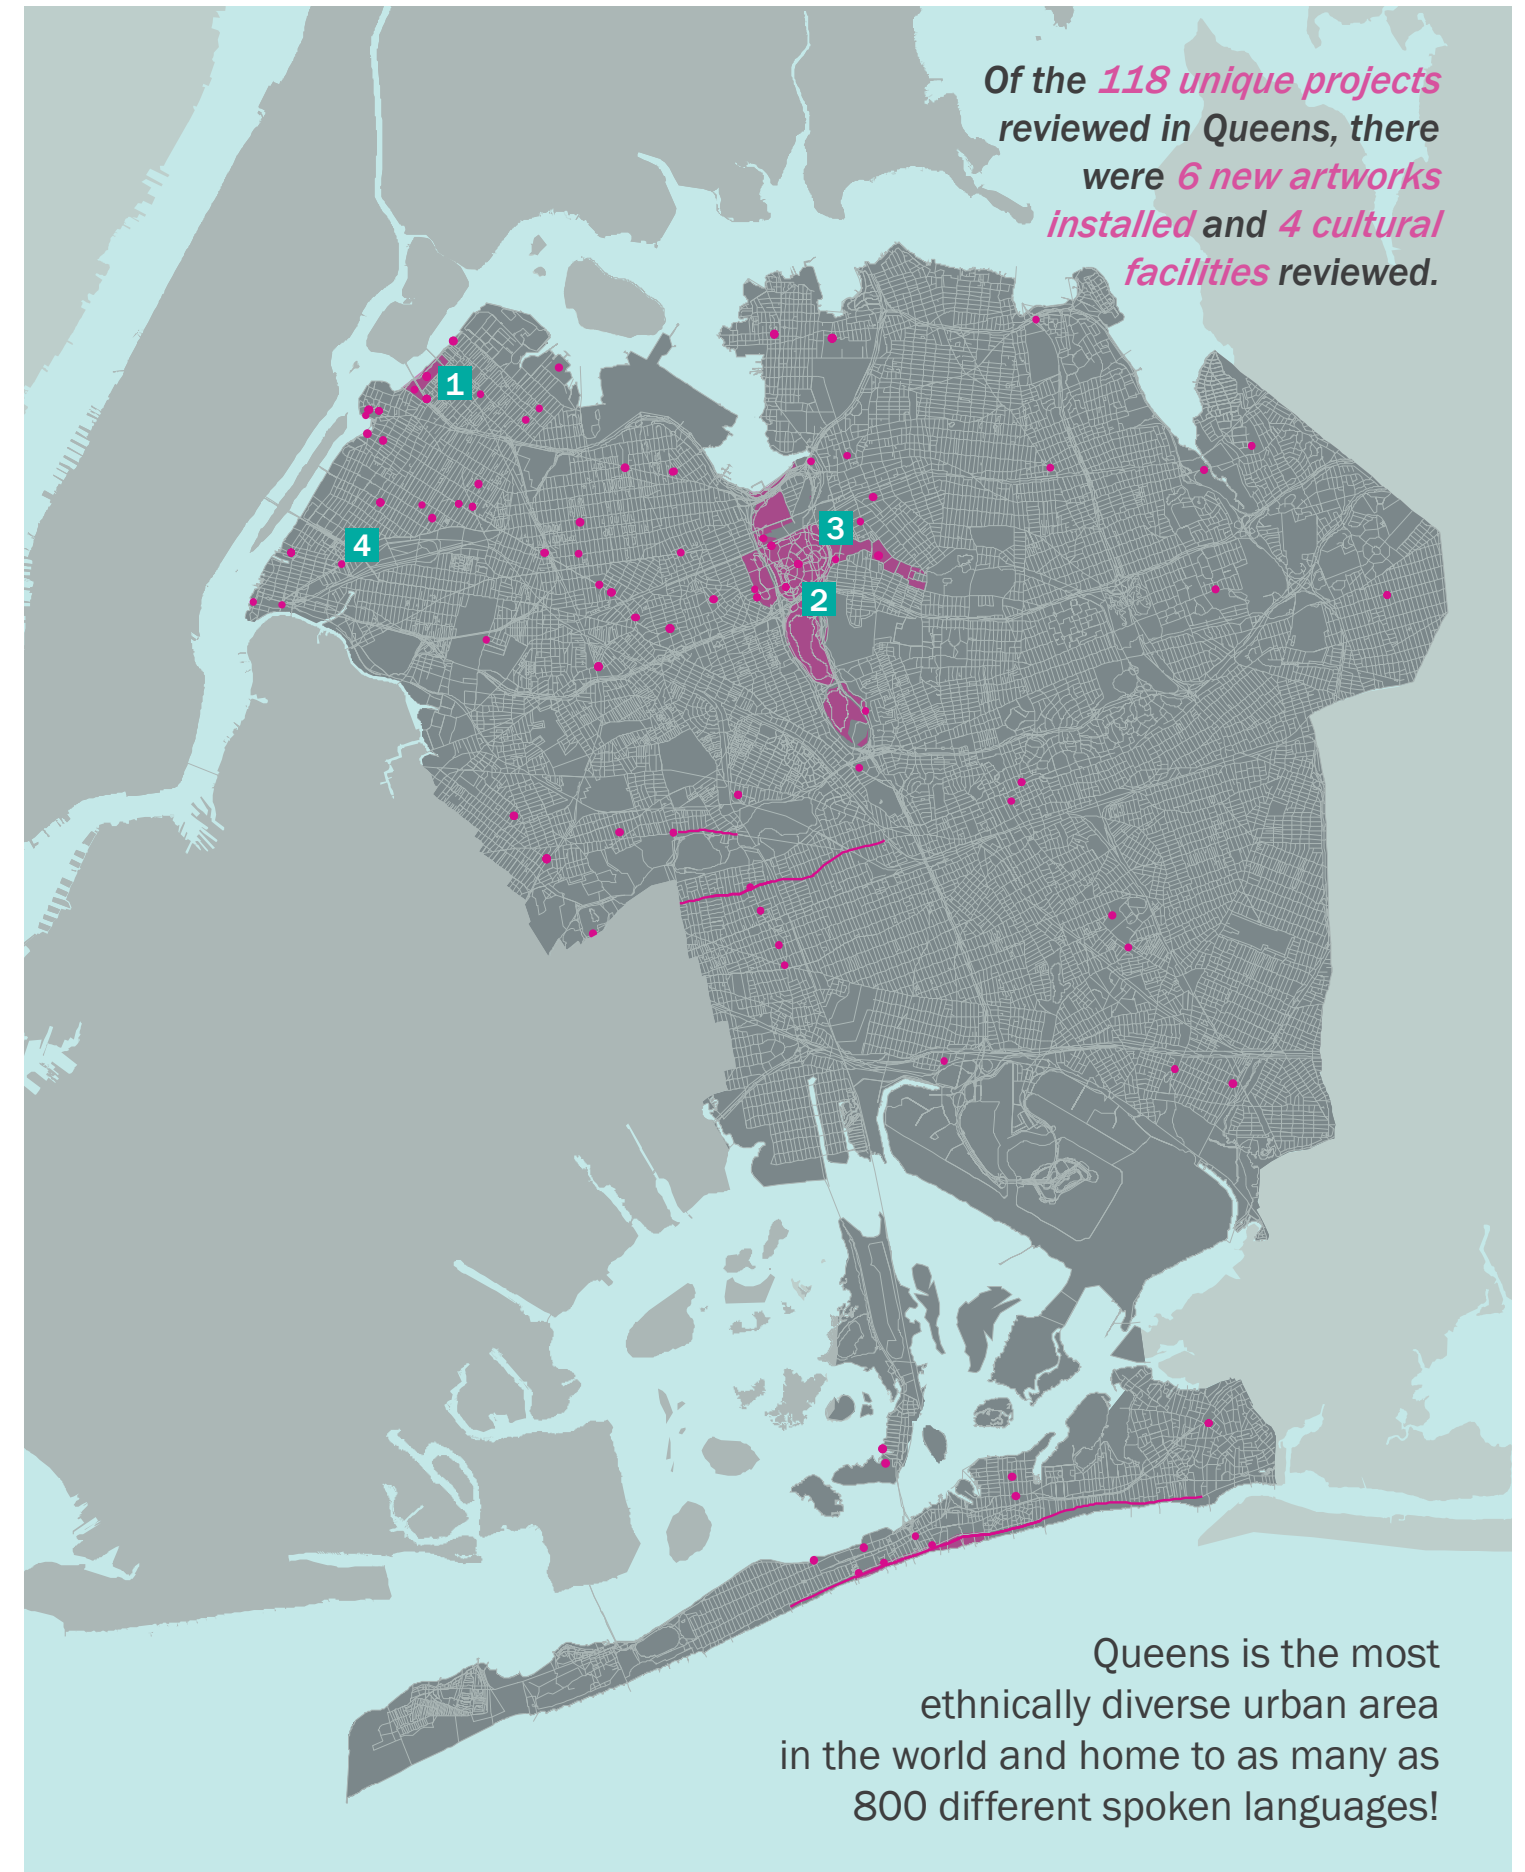 Of the 118 unique projects
reviewed in Queens, there
were 6 new artworks
installed and 4 cultural
facilities reviewed.
1
3
4
2
Queens is the most
ethnically diverse urban area
in the world and home to as many as
800 different spoken languages!